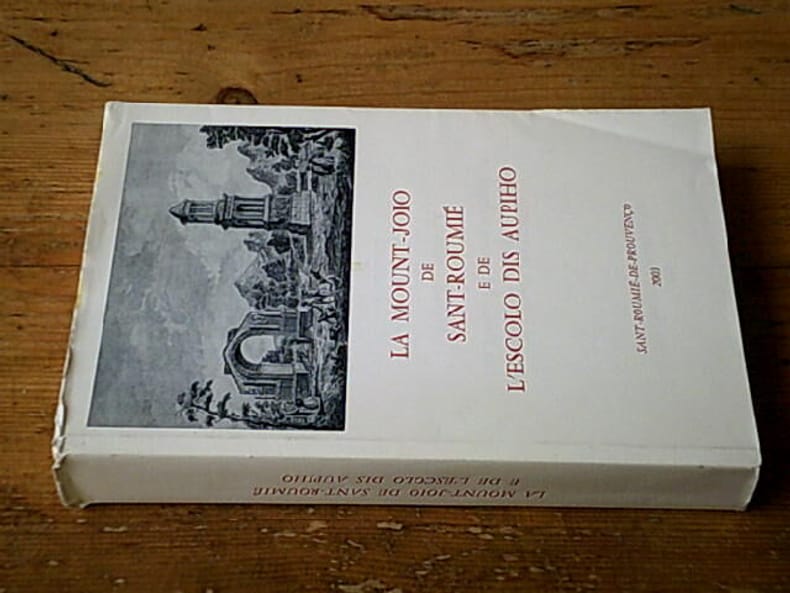 LA MOUNT-JOIO
DE
SANT-ROUMIÉ
E DE
L'ESCOLO DIS AUPIHO
SANT-ROUMIÉ-DE-PROUVENÇO
2003
LA MOUNT-JOIO DE SANT-ROUMIÉ
E DE L'ESCOLO DIS AUPIHO